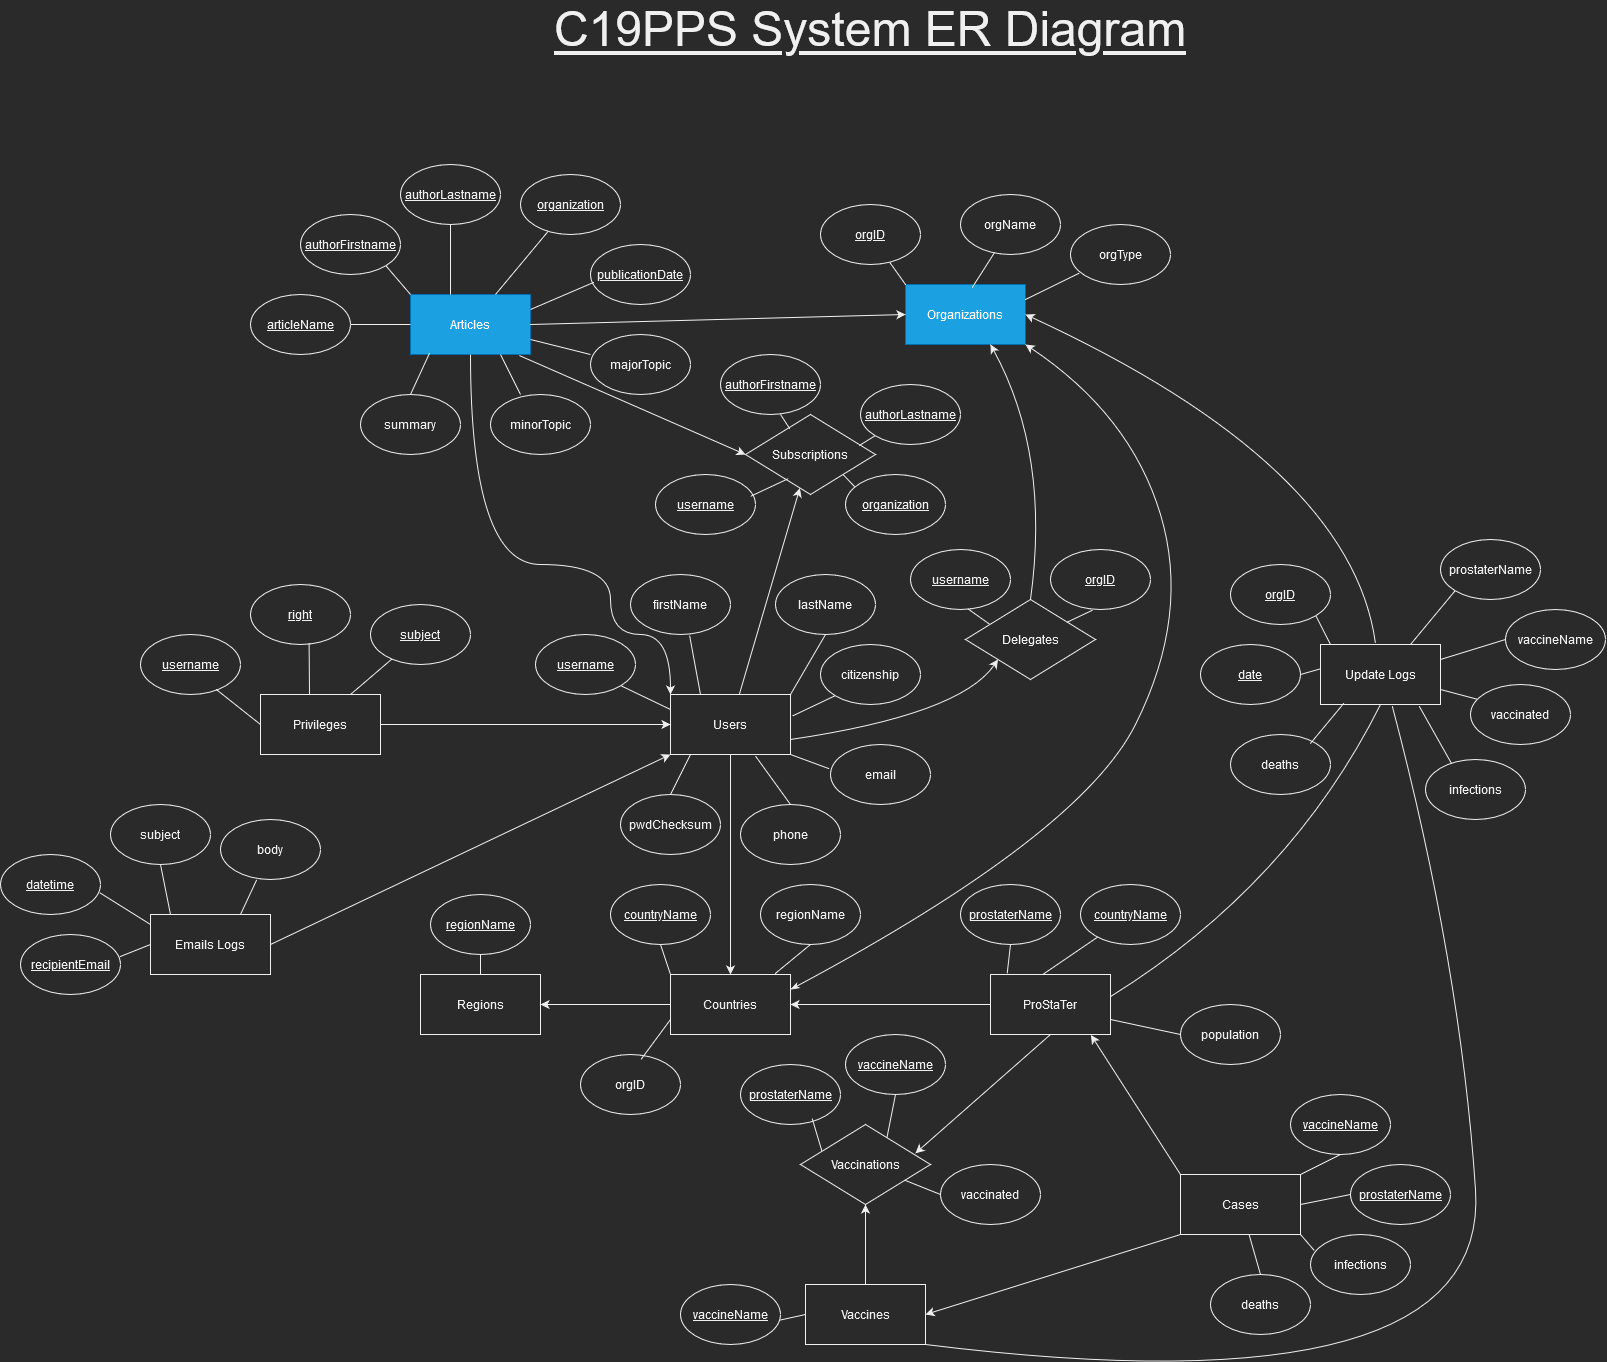 C19PPS System ER Diagram
authorLastname
organization
authorFirstname
publicationDate
articleName
Articles
majorTopic
summary
minorTopic
orgID
orgName
orgType
Organizations
authorFirstname
authorLastname
Subscriptions
username
organization
username
orgID
Delegates
prostaterName
orgID
vaccineName
date
Update Logs
vaccinated
deaths
infections
right
subject
username
Privileges
firstName
lastName
username
citizenship
Users
email
pwdChecksum
phone
subject
body
datetime
Emails Logs
recipientEmail
regionName
Regions
countryName
regionName
Countries
orgID
prostaterName
countryName
ProStaTer
population
vaccineName
prostaterName
Vaccinations
vaccinated
vaccineName
prostaterName
Cases
infections
deaths
vaccineName
Vaccines